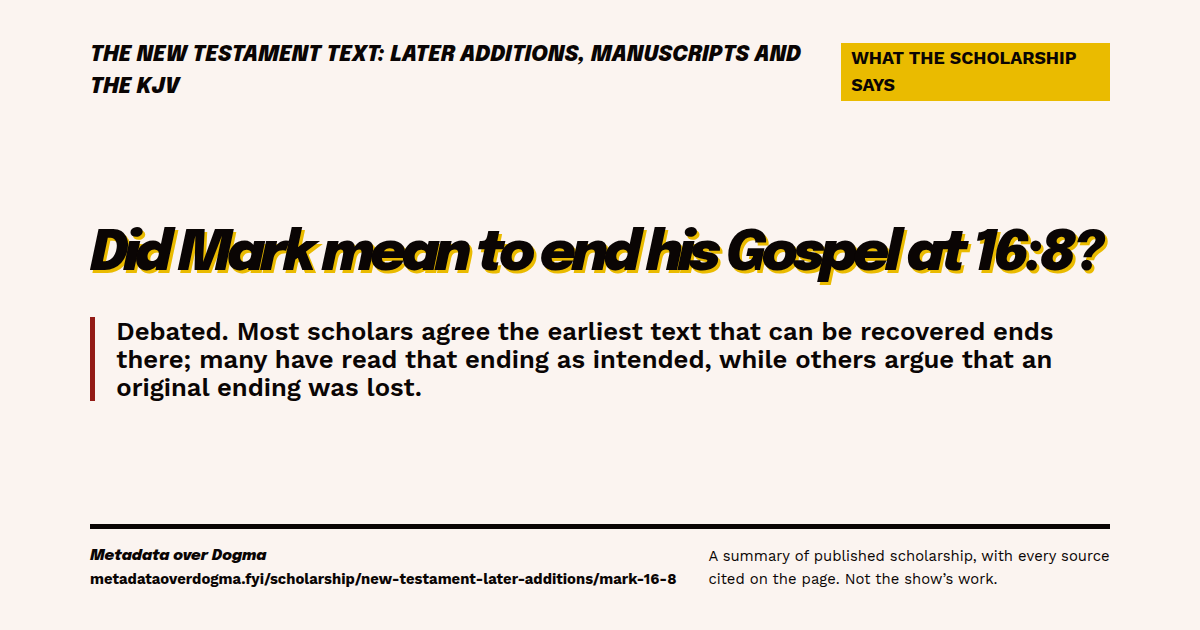 THE NEW TESTAMENT TEXT: LATER ADDITIONS, MANUSCRIPTS AND
THE KJV
WHAT THE SCHOLARSHIP
SAYS
Did Mark mean to end his Gospel at 16:8?
Debated. Most scholars agree the earliest text that can be recovered ends
there; many have read that ending as intended, while others argue that an
original ending was lost.
Metadata over Dogma
metadataoverdogma.fyi/scholarship/new-testament-later-additions/mark-16-8
A summary of published scholarship, with every source
cited on the page. Not the show’s work.